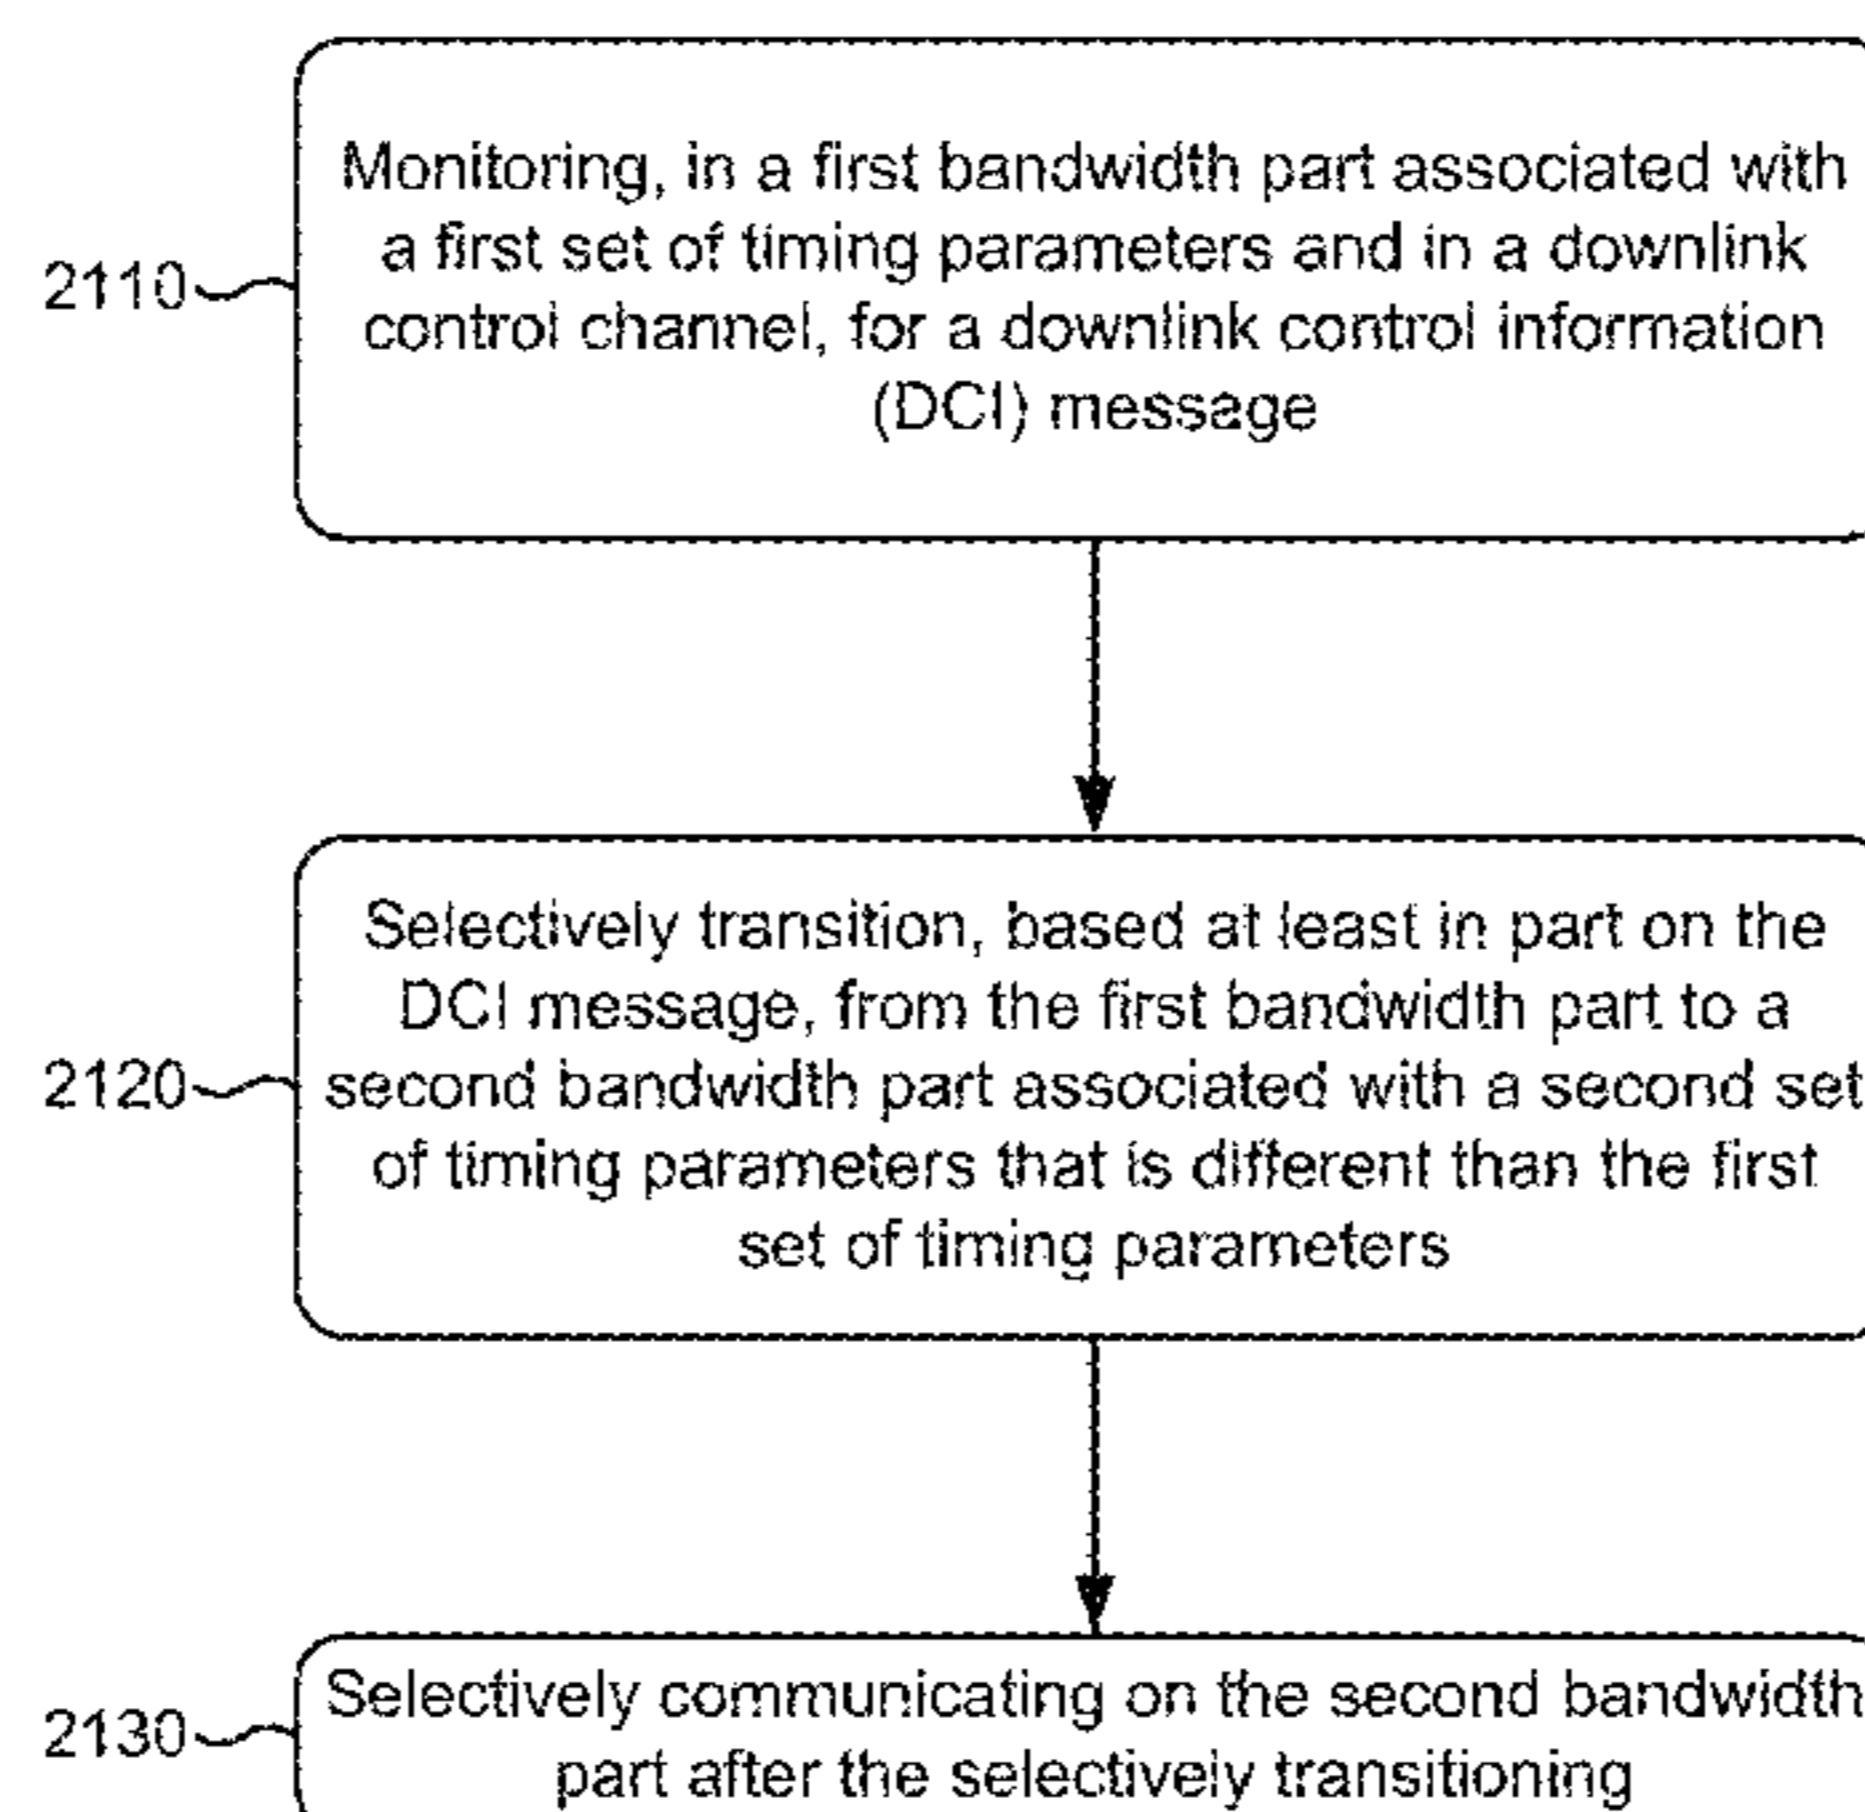 Monitoring, in a first bandwidth part associated with
a first set of timing parameters and in a downlink
control channel, for a downlink control information
(DCI) message
2110
Selectively transition, based at least in part on the
DCI message, from the first bandwidth part to a
second bandwidth part associated with a second set
of timing parameters that is different than the first
set of timing parameters
2120
Selectively communicating on the second bandwidth
part after the selectively transitioning
2130